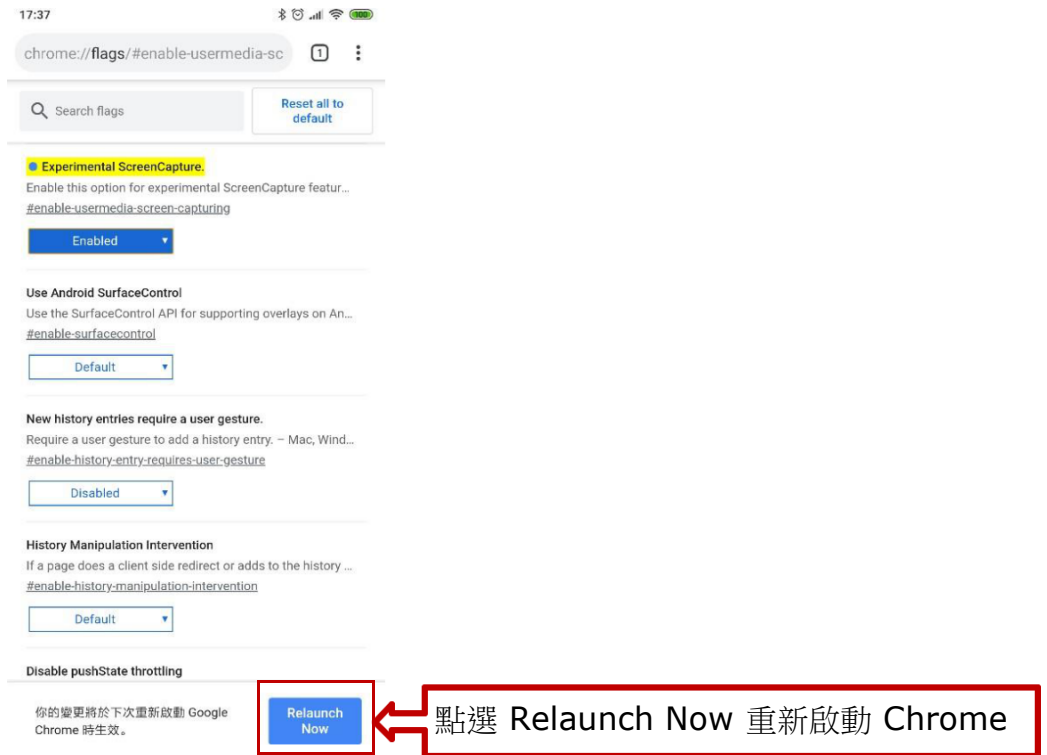 17:37
100
chrome://flags/#enable-usermedia-sc
1
Search flags
Reset all to
default
Experimental ScreenCapture.
Enable this option for experimental ScreenCapture featur...
#enable-usermedia-screen-capturing
Enabled
Use Android SurfaceControl
Use the SurfaceControl API for supporting overlays on An...
#enable-surfacecontrol
Default
New history entries require a user gesture.
Require a user gesture to add a history entry. – Mac, Wind...
#enable-history-entry-requires-user-gesture
Disabled
History Manipulation Intervention
If a page does a client side redirect or adds to the history ...
#enable-history-manipulation-intervention
Default
Disable pushState throttling
你的變更將於下次重新啟動 Google
Chrome 時生效。
Relaunch
Now
點選 Relaunch Now 重新啟動 Chrome